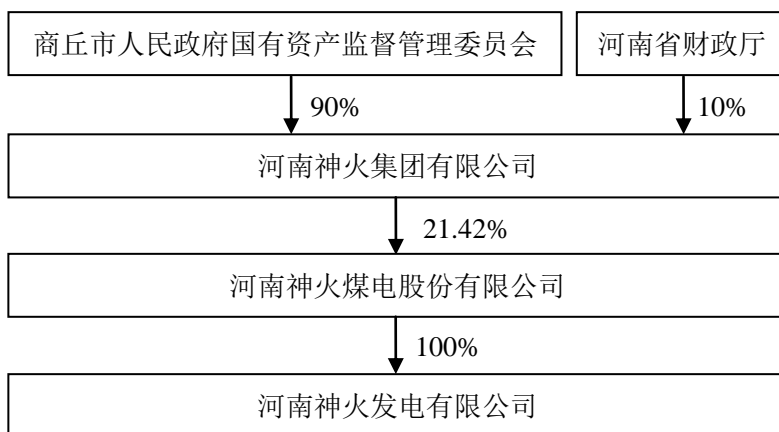 商丘市人民政府国有资产监督管理委员会
河南省财政厅
90%
10%
河南神火集团有限公司
21.42%
河南神火煤电股份有限公司
100%
河南神火发电有限公司